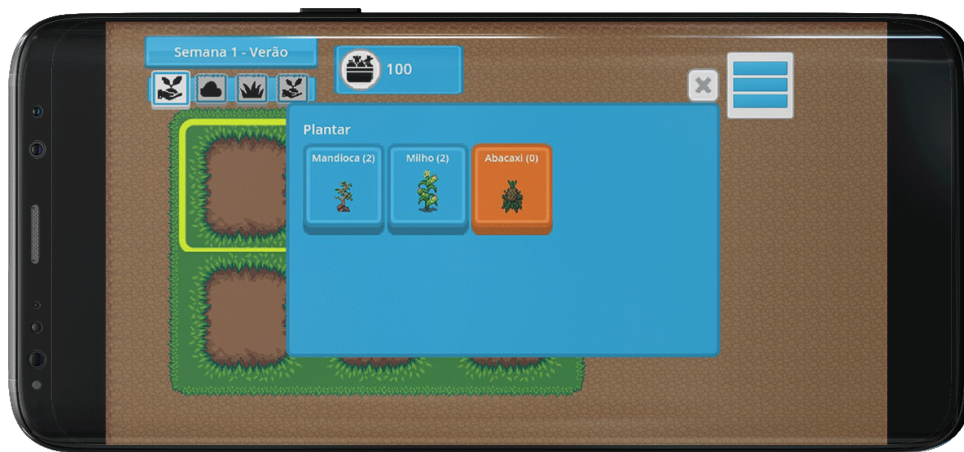 Semana 1 - Verão
100
Plantar
Mandioca (2)
Milho (2)
Abacaxi (0)